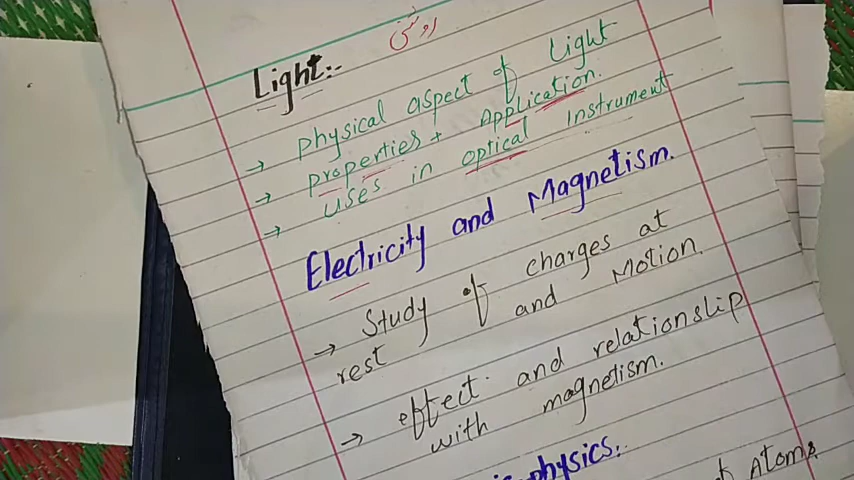 روشنی
Light:-
→ physical aspect of Light
→ properties + Application.
→ uses in optical Instrument
Electricity and Magnetism.
→ Study of charges at
rest and Motion.
→ effect and relationship
with magnetism.
physics:
Atoms